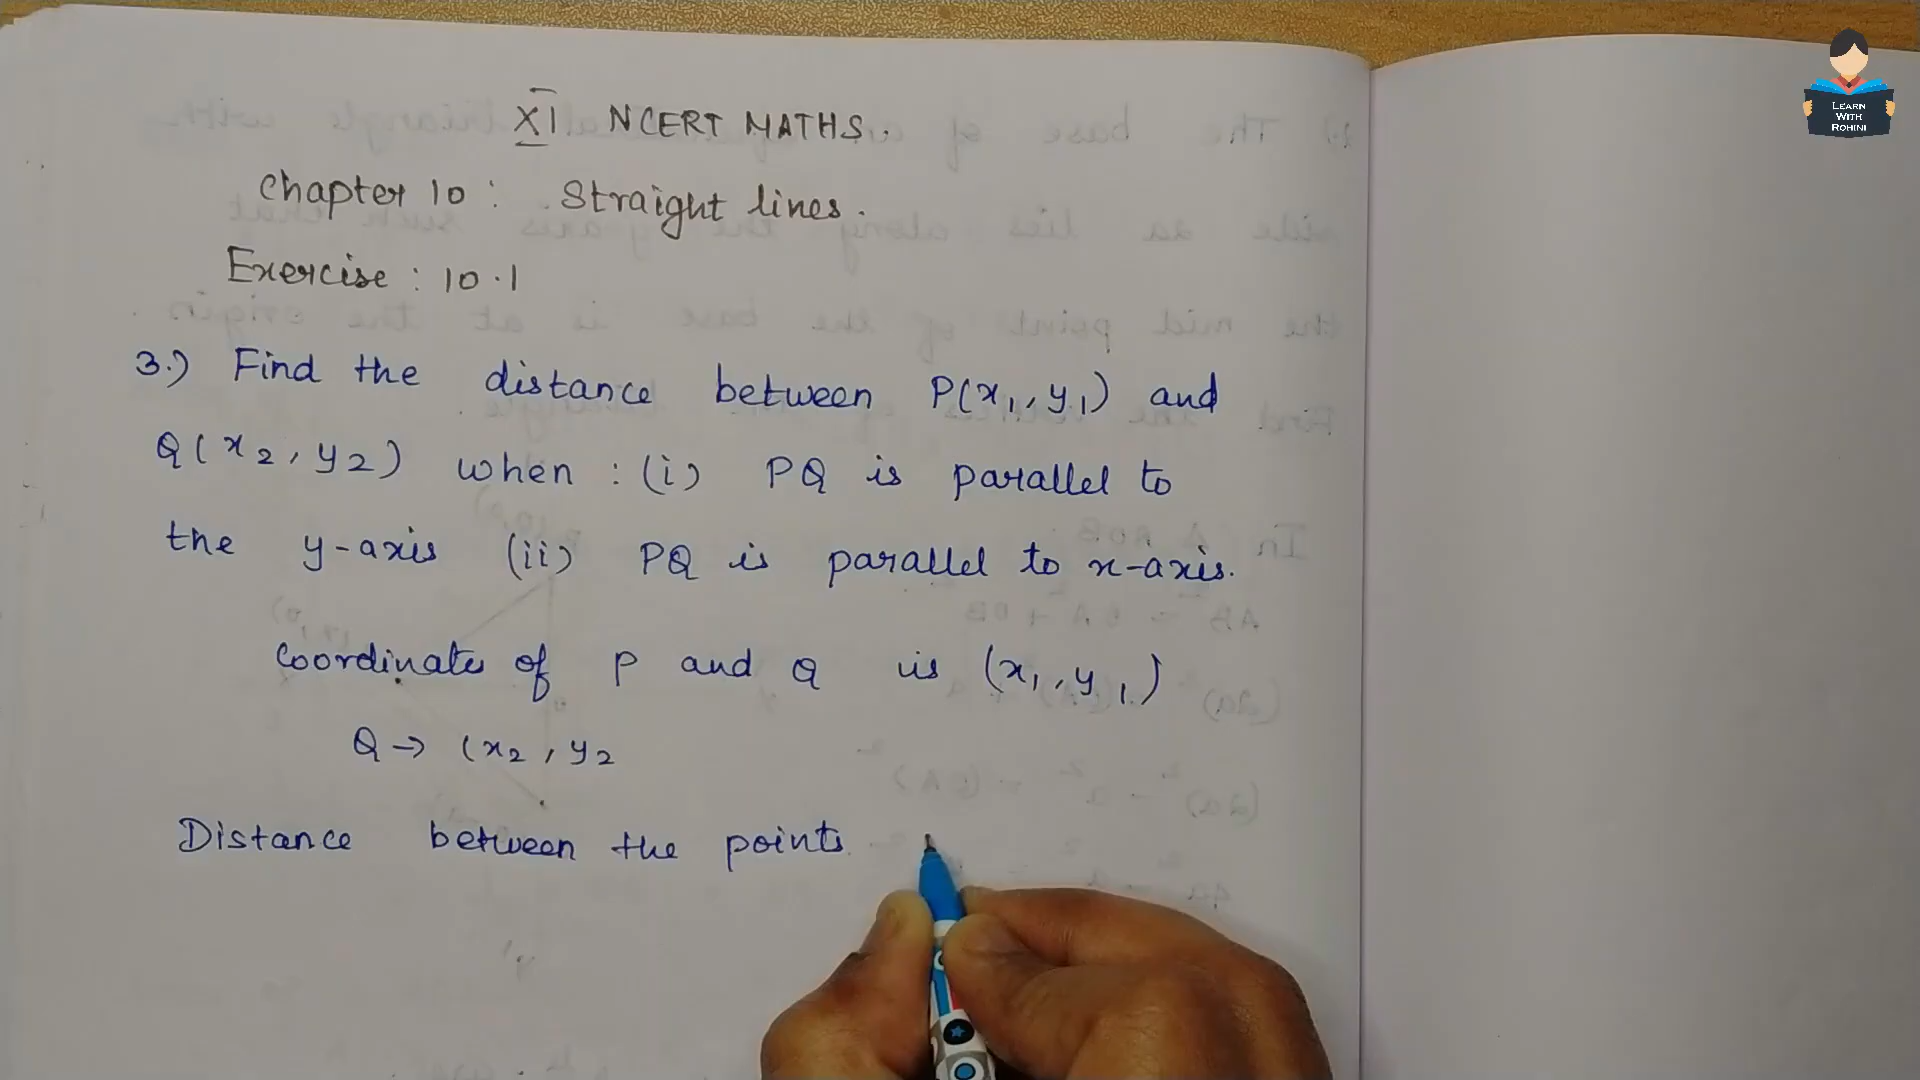 XI NCERT MATHS.
Chapter 10 : Straight lines.
Exercise : 10.1
3.) Find the distance between P(x₁, y₁) and
Q(x₂, y₂) when : (i) PQ is parallel to
the y-axis (ii) PQ is parallel to x-axis.
Coordinate of P and Q is (x₁, y₁)
Q → (x₂, y₂
Distance between the points
LEARN
WITH
ROHINI